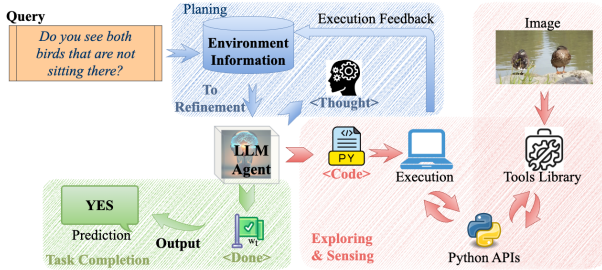 Query
Do you see both
birds that are not
sitting there?
Planing
Environment
Information
Execution Feedback
Image
To
Refinement
<Thought>
LLM
Agent
PY
<Code>
Execution
Tools Library
YES
Prediction
Output
Wt
<Done>
Task Completion
Exploring
& Sensing
Python APIs